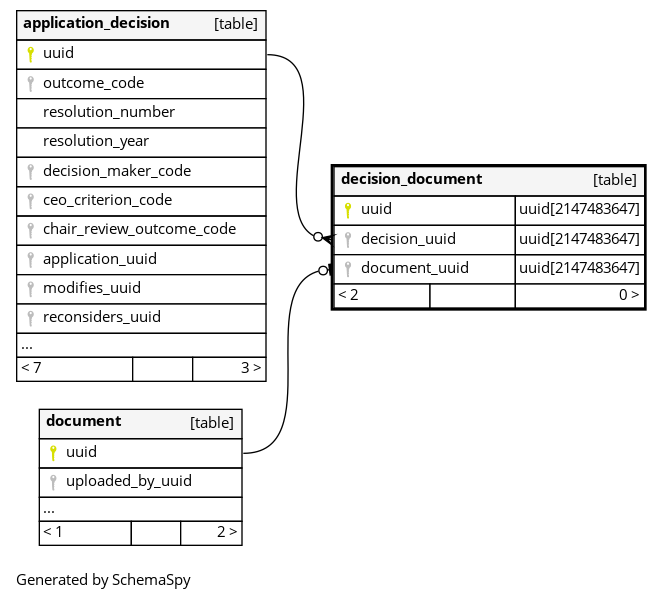 application_decision [table]
uuid
outcome_code
resolution_number
resolution_year
decision_maker_code
ceo_criterion_code
chair_review_outcome_code
application_uuid
modifies_uuid
reconsiders_uuid
...
< 7 3 >
decision_document [table]
uuid uuid[2147483647]
decision_uuid uuid[2147483647]
document_uuid uuid[2147483647]
< 2 0 >
document [table]
uuid
uploaded_by_uuid
...
< 1 2 >
Generated by SchemaSpy